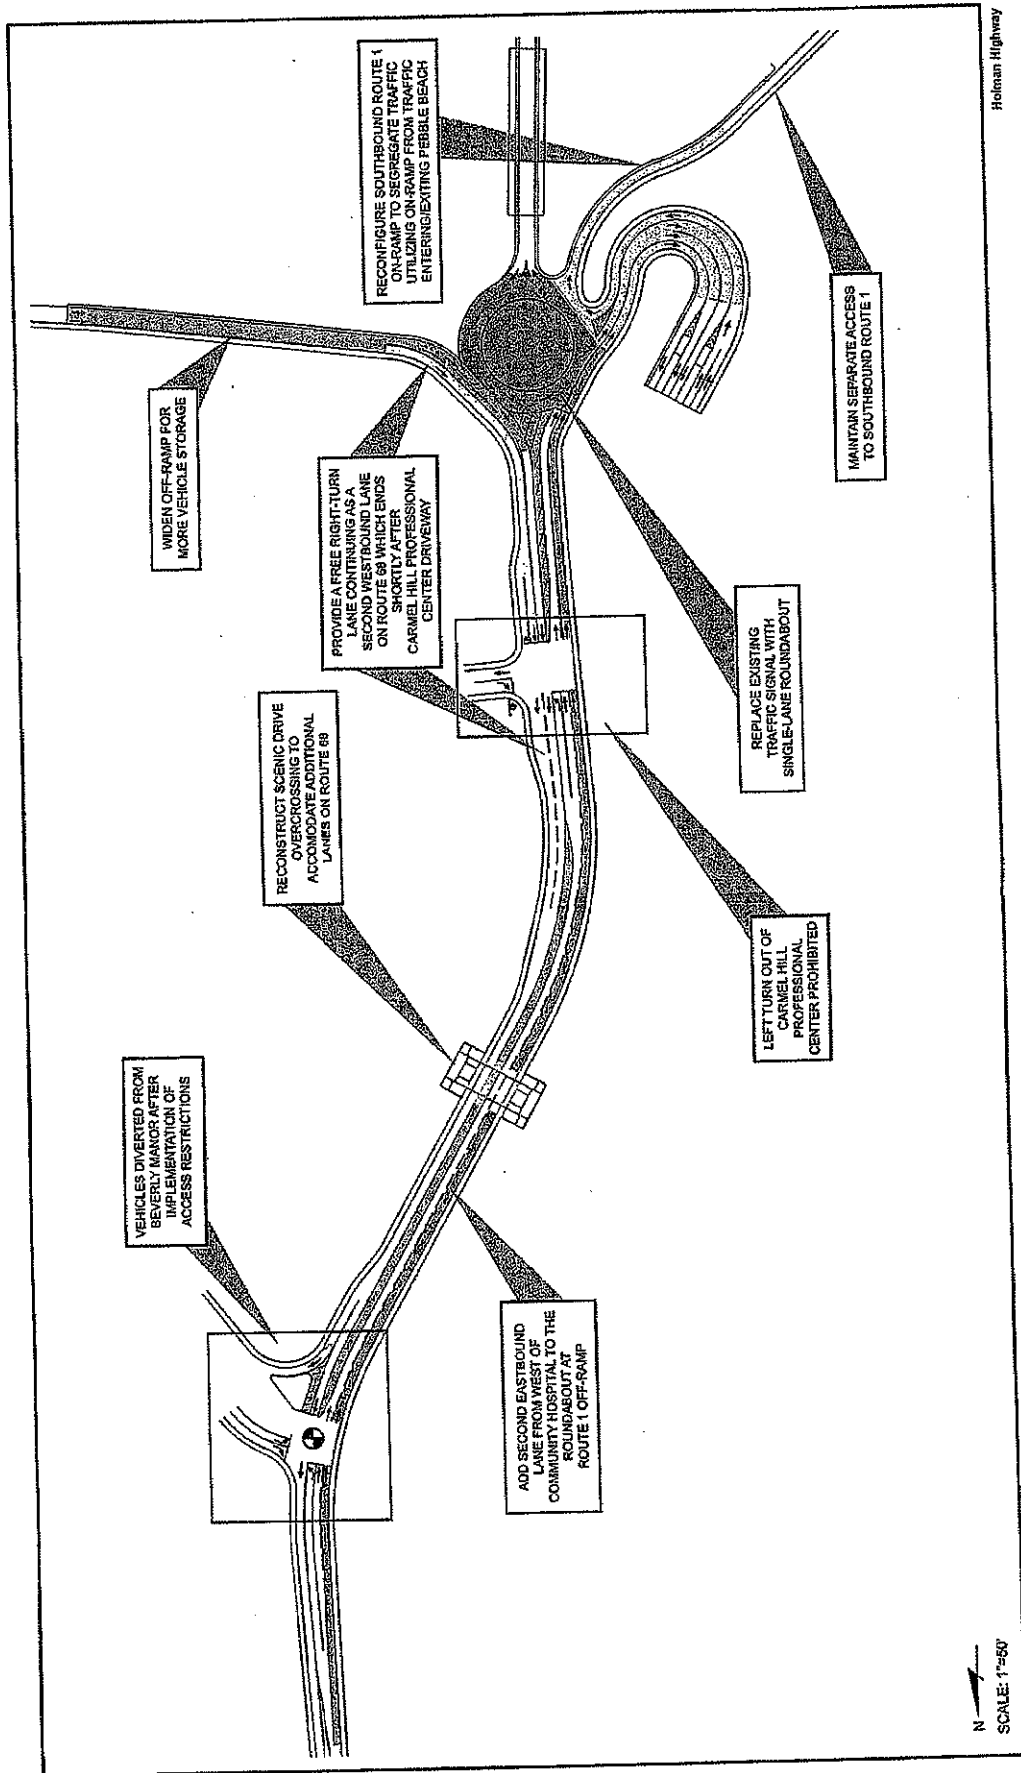 VEHICLES DIVERTED FROM
BEVERLY MANOR AFTER
IMPLEMENTATION OF
ACCESS RESTRICTIONS
RECONSTRUCT SCENIC DRIVE
OVERCROSSING TO
ACCOMODATE ADDITIONAL
LANES ON ROUTE 68
PROVIDE A FREE RIGHT-TURN
LANE CONTINUING AS A
SECOND WESTBOUND LANE
ON ROUTE 68 WHICH ENDS
SHORTLY AFTER
CARMEL HILL PROFESSIONAL
CENTER DRIVEWAY
WIDEN OFF-RAMP FOR
MORE VEHICLE STORAGE
RECONFIGURE SOUTHBOUND ROUTE 1
ON-RAMP TO SEGREGATE TRAFFIC
UTILIZING ON-RAMP FROM TRAFFIC
ENTERING/EXITING PEBBLE BEACH
ADD SECOND EASTBOUND
LANE FROM WEST OF
COMMUNITY HOSPITAL TO THE
ROUNDABOUT AT
ROUTE 1 OFF-RAMP
LEFT TURN OUT OF
CARMEL HILL
PROFESSIONAL
CENTER PROHIBITED
REPLACE EXISTING
TRAFFIC SIGNAL WITH
SINGLE-LANE ROUNDABOUT
MAINTAIN SEPARATE ACCESS
TO SOUTHBOUND ROUTE 1
N
SCALE: 1"=50'
Holman Highway